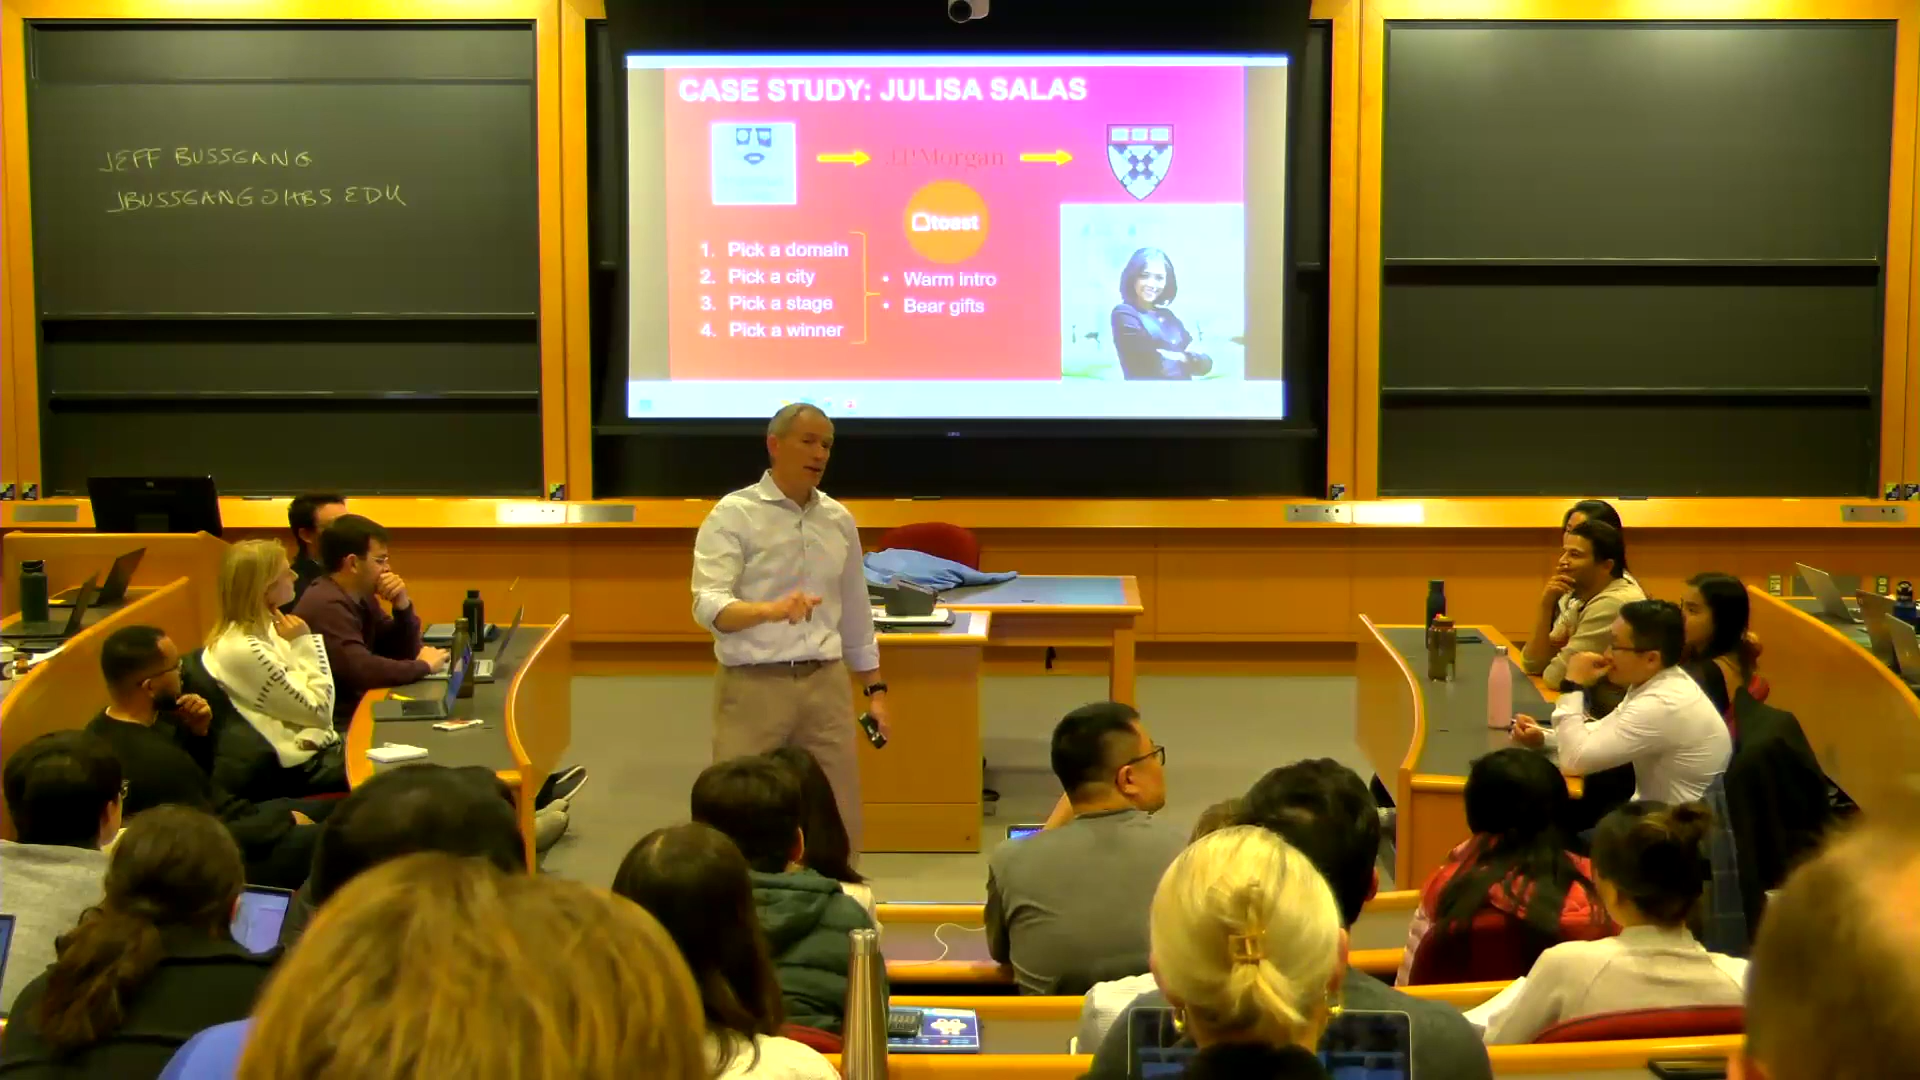 JEFF BUSSGANG
JBUSSGANG@HBS.EDU
CASE STUDY: JULISA SALAS
J.P.Morgan
toast
1. Pick a domain
2. Pick a city
3. Pick a stage
4. Pick a winner
• Warm intro
• Bear gifts